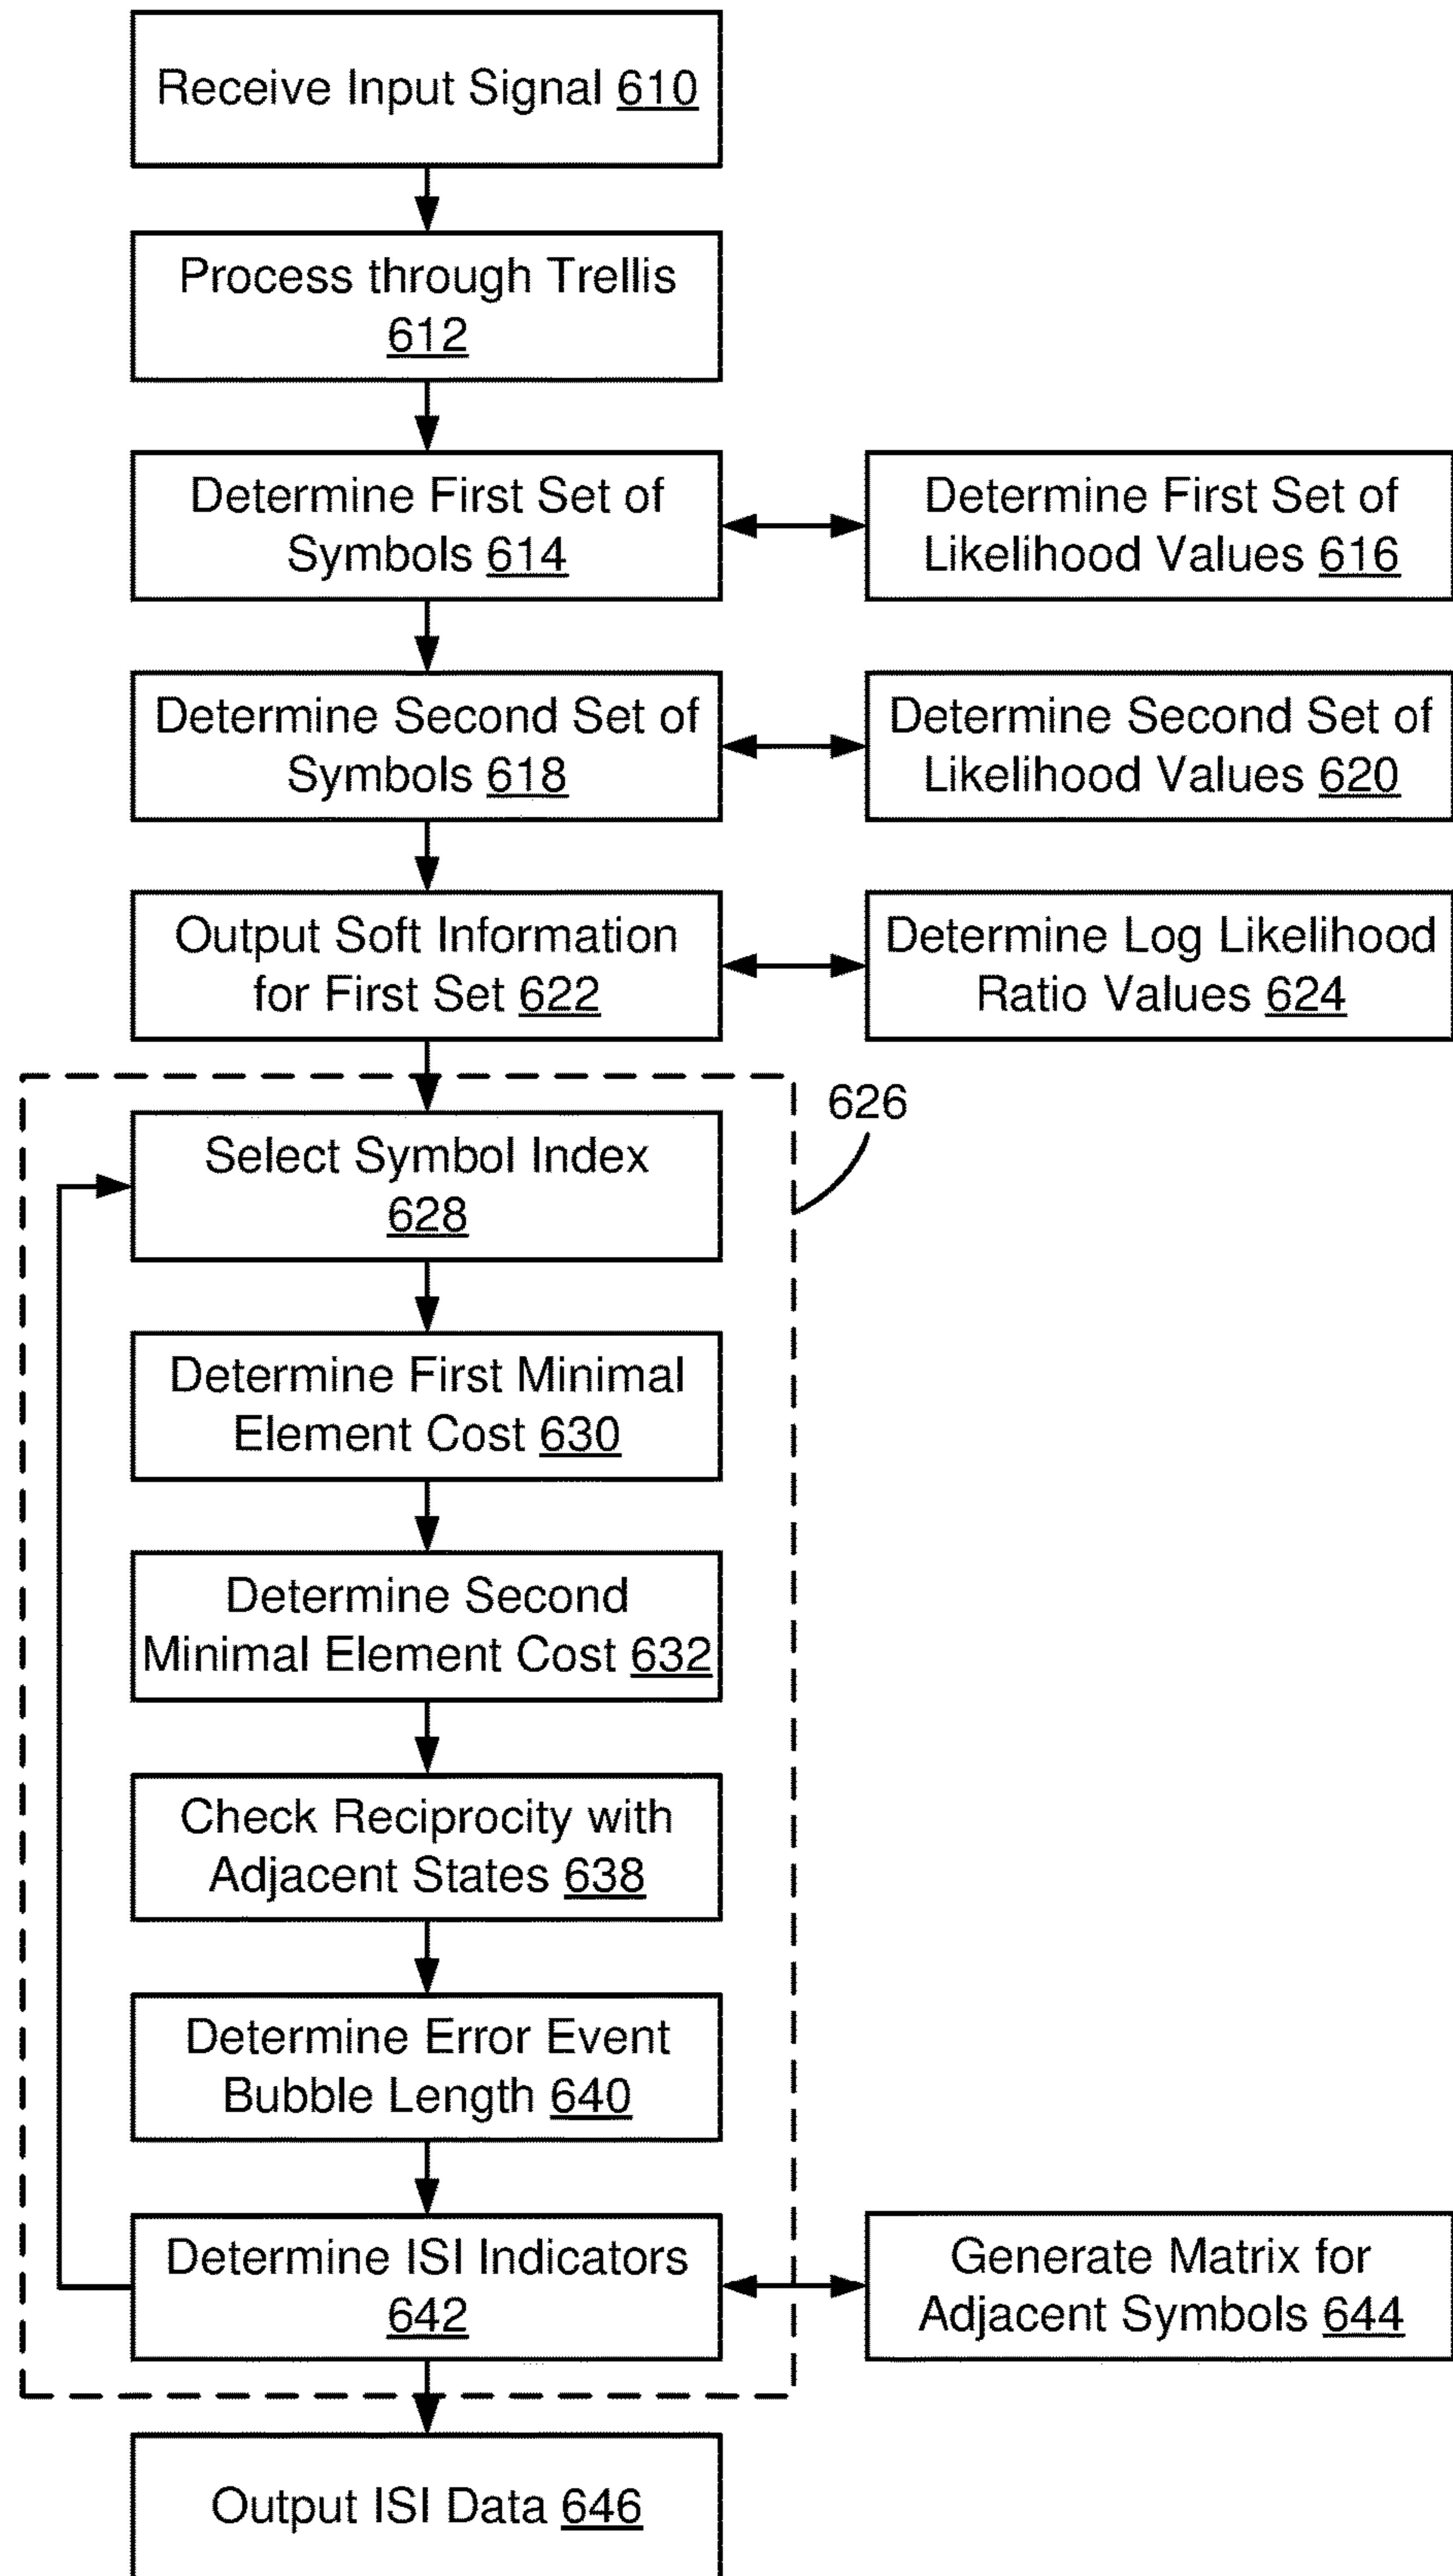 Receive Input Signal 610
Process through Trellis
612
Determine First Set of
Symbols 614
Determine First Set of
Likelihood Values 616
Determine Second Set of
Symbols 618
Determine Second Set of
Likelihood Values 620
Output Soft Information
for First Set 622
Determine Log Likelihood
Ratio Values 624
626
Select Symbol Index
628
Determine First Minimal
Element Cost 630
Determine Second
Minimal Element Cost 632
Check Reciprocity with
Adjacent States 638
Determine Error Event
Bubble Length 640
Determine ISI Indicators
642
Generate Matrix for
Adjacent Symbols 644
Output ISI Data 646